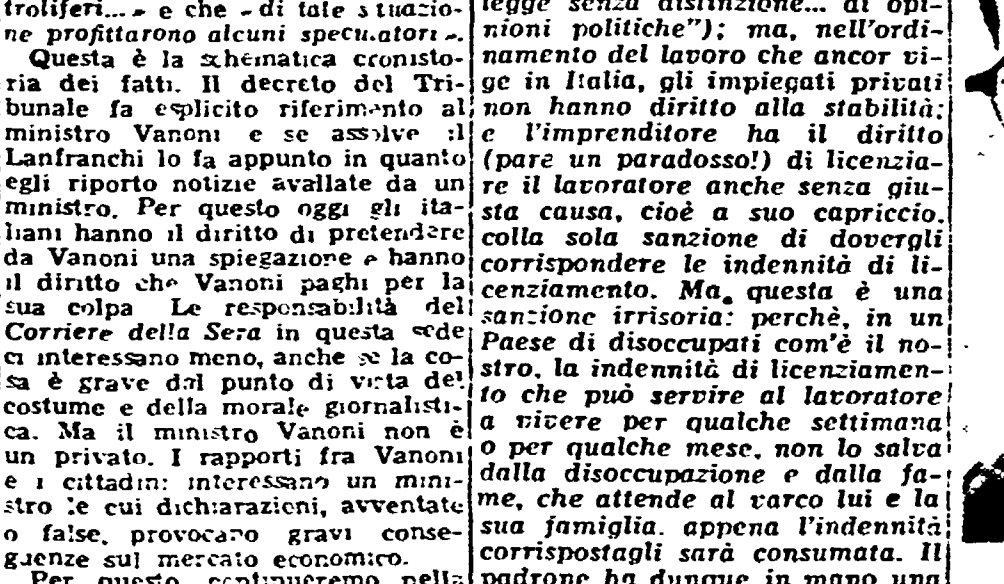 troliferi... » e che « di tale situazio-
ne profittarono alcuni speculatori ».
Questa è la schematica cronisto-
ria dei fatti. Il decreto del Tri-
bunale fa esplicito riferimento al
ministro Vanoni e se assolve il
Lanfranchi lo fa appunto in quanto
egli riporto notizie avallate da un
ministro. Per questo oggi gli ita-
liani hanno il diritto di pretendere
da Vanoni una spiegazione e hanno
il diritto che Vanoni paghi per la
sua colpa Le responsabilità del
Corriere della Sera in questa sede
ci interessano meno, anche se la co-
sa è grave dal punto di vista del
costume e della morale giornalisti-
ca. Ma il ministro Vanoni non è
un privato. I rapporti fra Vanoni
e i cittadini interessano un mini-
stro le cui dichiarazioni, avventate
o false, provocano gravi conse-
guenze sul mercato economico.
Per questo continueremo nella
legge senza distinzione... di opi-
nioni politiche"); ma, nell'ordi-
namento del lavoro che ancor vi-
ge in Italia, gli impiegati privati
non hanno diritto alla stabilità:
e l'imprenditore ha il diritto
(pare un paradosso!) di licenzia-
re il lavoratore anche senza giu-
sta causa, cioè a suo capriccio,
colla sola sanzione di dovergli
corrispondere le indennità di li-
cenziamento. Ma, questa è una
sanzione irrisoria: perchè, in un
Paese di disoccupati com'è il no-
stro, la indennità di licenziamen-
to che può servire al lavoratore
a vivere per qualche settimana
o per qualche mese, non lo salva
dalla disoccupazione e dalla fa-
me, che attende al varco lui e la
sua famiglia. appena l'indennità
corrispostagli sarà consumata. Il
padrone ha dunque in mano una